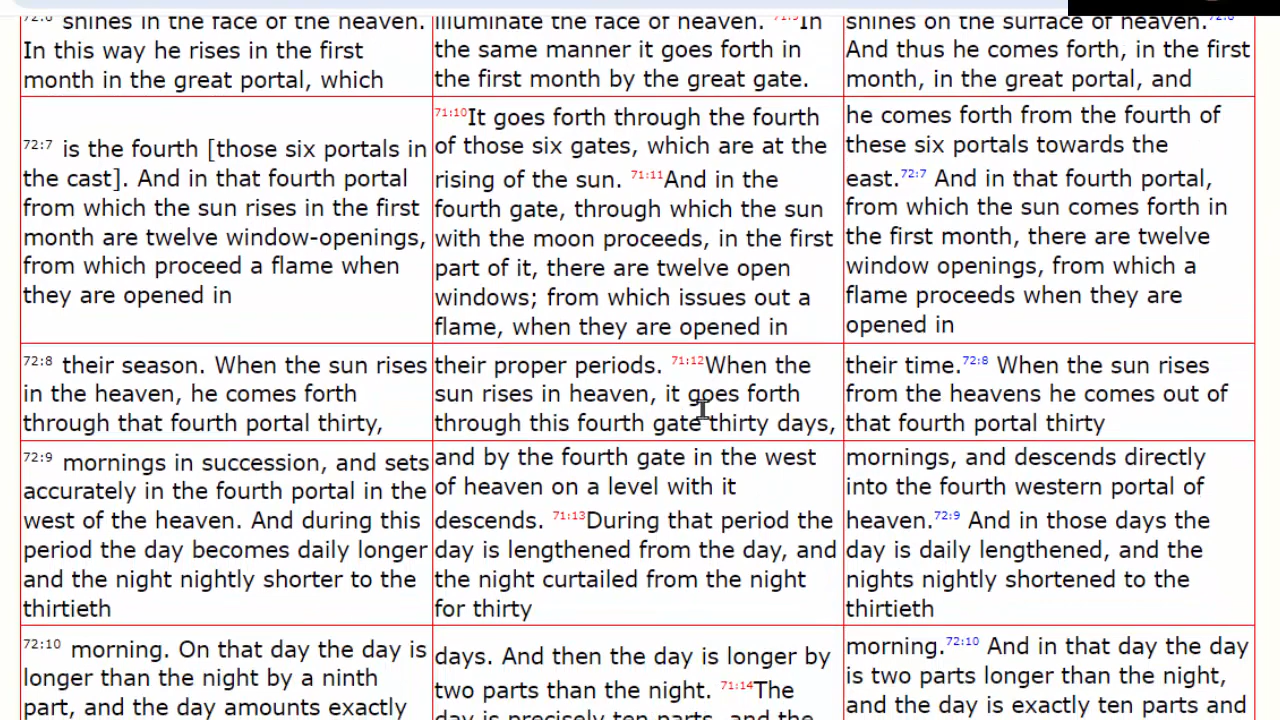 72:6 shines in the face of the heaven.
In this way he rises in the first
month in the great portal, which
illuminate the face of heaven. 71:9In
the same manner it goes forth in
the first month by the great gate.
shines on the surface of heaven.72:6
And thus he comes forth, in the first
month, in the great portal, and
72:7 is the fourth [those six portals in
the cast]. And in that fourth portal
from which the sun rises in the first
month are twelve window-openings,
from which proceed a flame when
they are opened in
71:10It goes forth through the fourth
of those six gates, which are at the
rising of the sun. 71:11And in the
fourth gate, through which the sun
with the moon proceeds, in the first
part of it, there are twelve open
windows; from which issues out a
flame, when they are opened in
he comes forth from the fourth of
these six portals towards the
east.72:7 And in that fourth portal,
from which the sun comes forth in
the first month, there are twelve
window openings, from which a
flame proceeds when they are
opened in
72:8 their season. When the sun rises
in the heaven, he comes forth
through that fourth portal thirty,
their proper periods. 71:12When the
sun rises in heaven, it goes forth
through this fourth gate thirty days,
their time.72:8 When the sun rises
from the heavens he comes out of
that fourth portal thirty
72:9 mornings in succession, and sets
accurately in the fourth portal in the
west of the heaven. And during this
period the day becomes daily longer
and the night nightly shorter to the
thirtieth
and by the fourth gate in the west
of heaven on a level with it
descends. 71:13During that period the
day is lengthened from the day, and
the night curtailed from the night
for thirty
mornings, and descends directly
into the fourth western portal of
heaven.72:9 And in those days the
day is daily lengthened, and the
nights nightly shortened to the
thirtieth
72:10 morning. On that day the day is
longer than the night by a ninth
part, and the day amounts exactly
days. And then the day is longer by
two parts than the night. 71:14The
day is precisely ten parts, and the
morning.72:10 And in that day the day
is two parts longer than the night,
and the day is exactly ten parts and